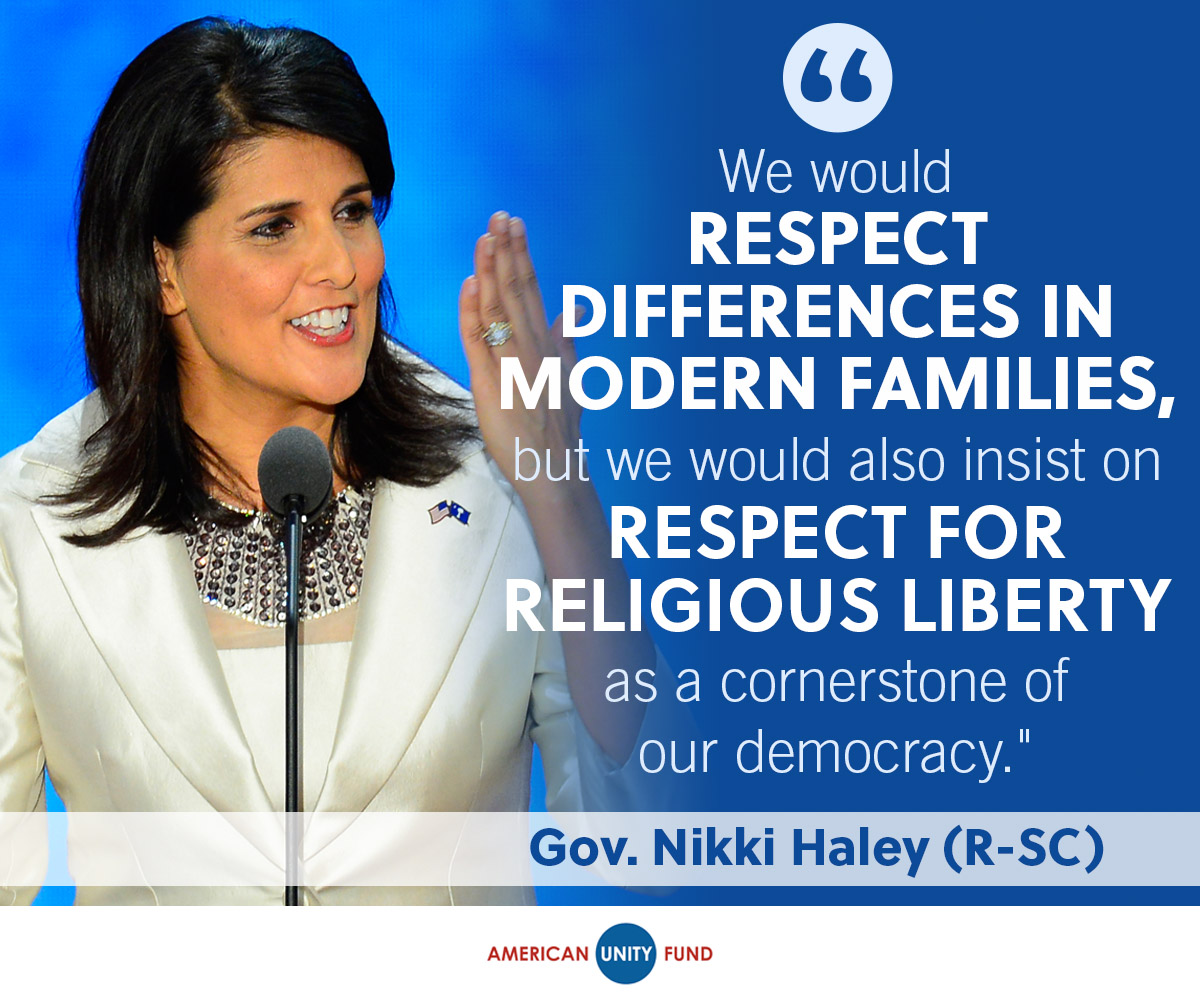 “
We would
RESPECT
DIFFERENCES IN
MODERN FAMILIES,
but we would also insist on
RESPECT FOR
RELIGIOUS LIBERTY
as a cornerstone of
our democracy."
Gov. Nikki Haley (R-SC)
AMERICAN UNITY FUND